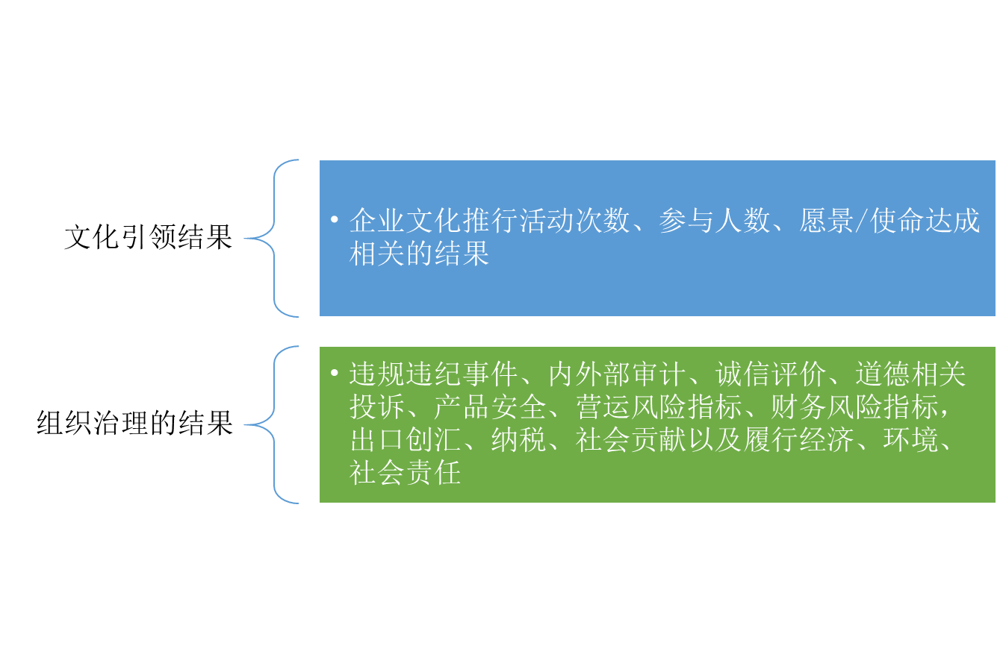 文化引领结果
• 企业文化推行活动次数、参与人数、愿景/使命达成
相关的结果
组织治理的结果
• 违规违纪事件、内外部审计、诚信评价、道德相关
投诉、产品安全、营运风险指标、财务风险指标，
出口创汇、纳税、社会贡献以及履行经济、环境、
社会责任